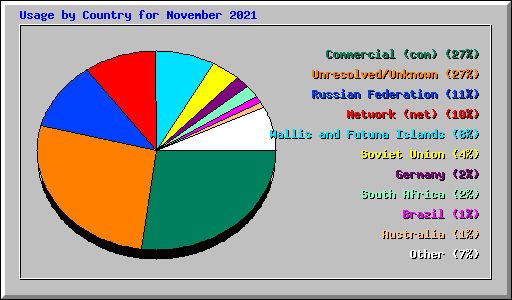 Usage by Country for November 2021
Commercial (com) (27%)
Unresolved/Unknown (27%)
Russian Federation (11%)
Network (net) (10%)
Wallis and Futuna Islands (8%)
Soviet Union (4%)
Germany (2%)
South Africa (2%)
Brazil (1%)
Australia (1%)
Other (7%)